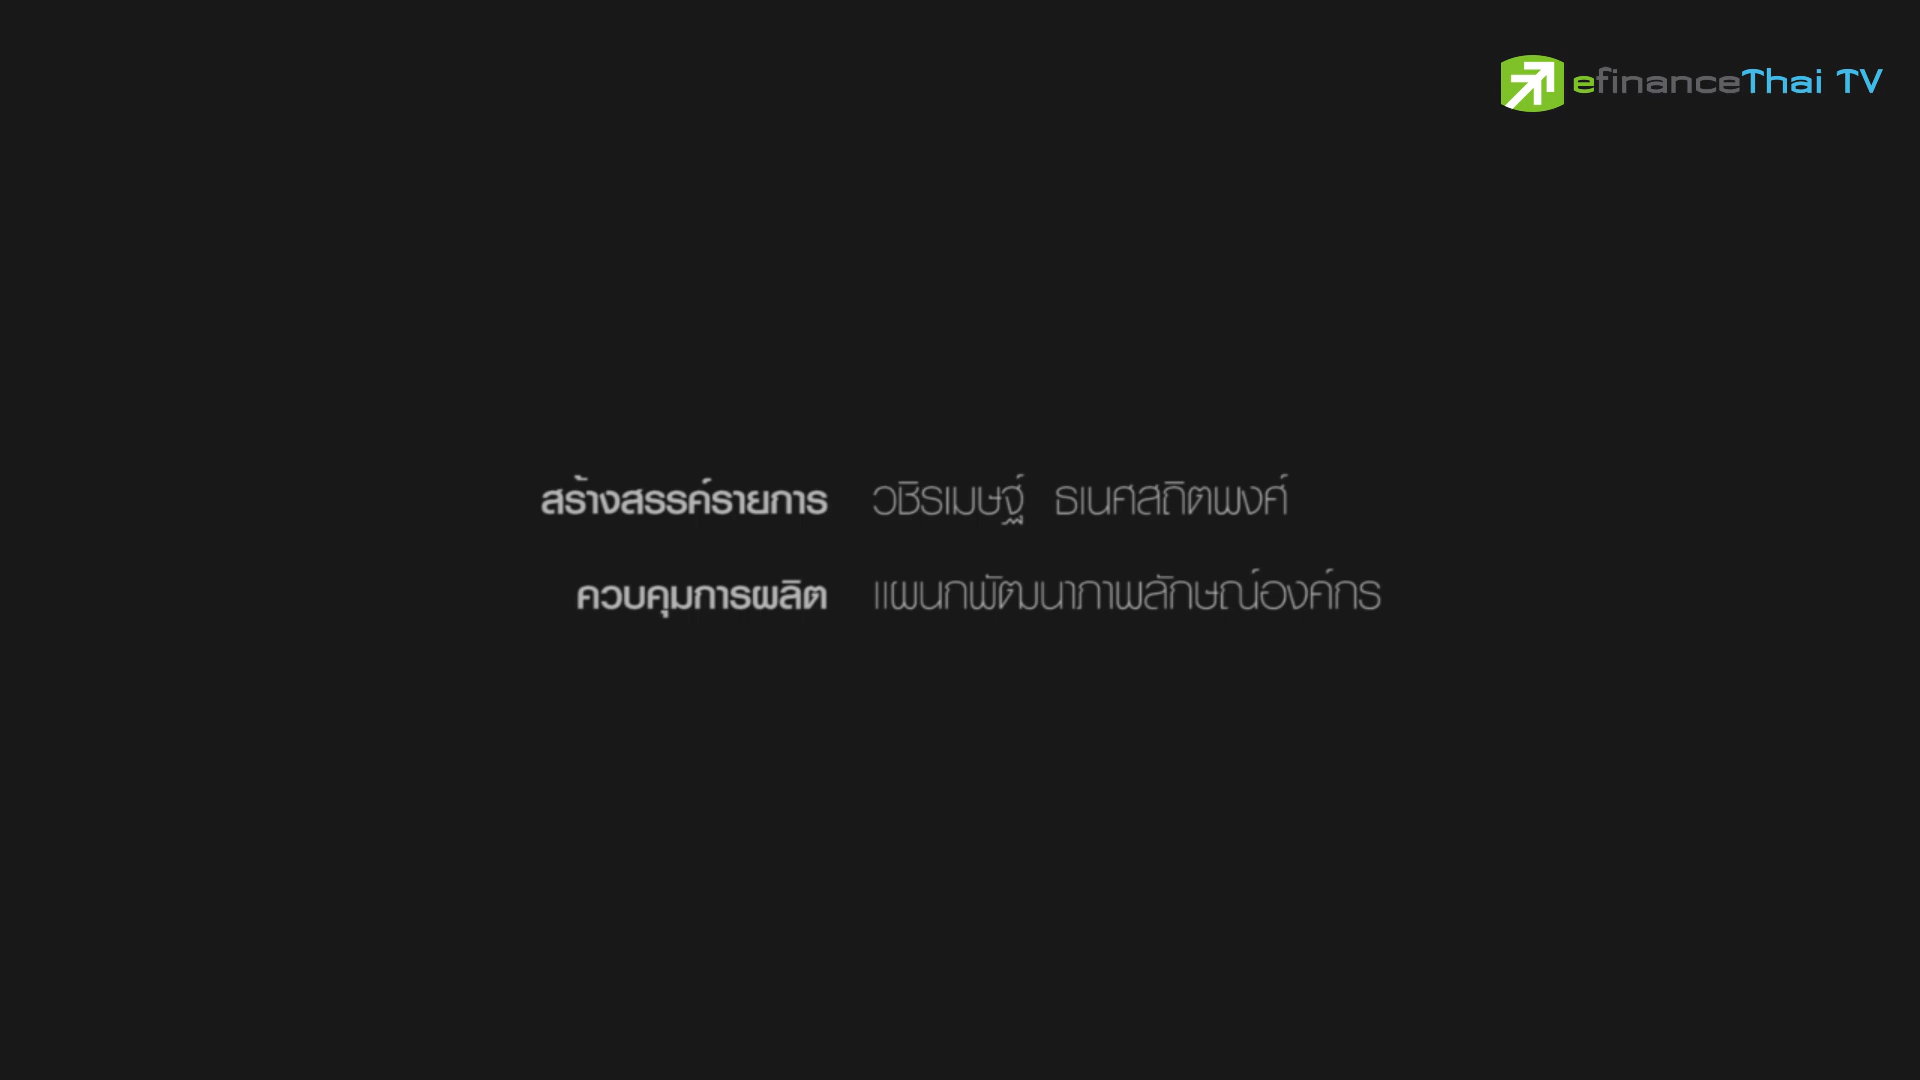 efinanceThai TV
สร้างสรรค์รายการ วชิรเมษฐ์ ธเนศสถิตพงศ์
ควบคุมการผลิต แผนกพัฒนาภาพลักษณ์องค์กร